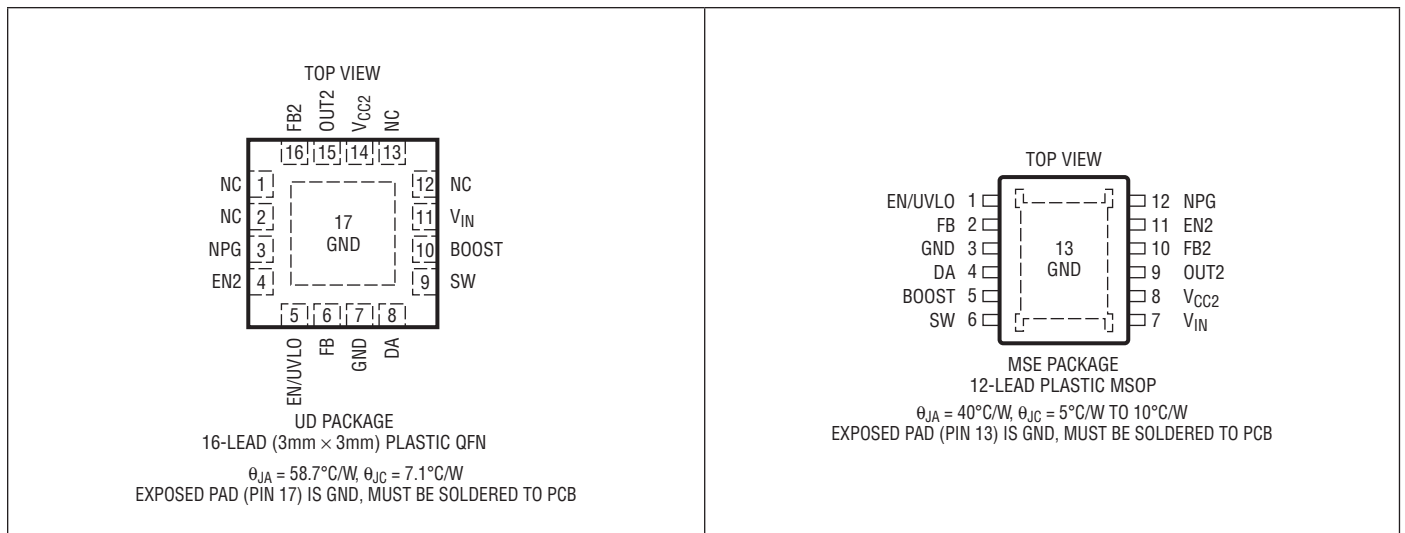 TOP VIEW
FB2
OUT2
VCC2
NC
16 15 14 13
NC 1
12 NC
NC 2
11 VIN
17
GND
NPG 3
10 BOOST
EN2 4
9 SW
5 6 7 8
EN/UVLO
FB
GND
DA
UD PACKAGE
16-LEAD (3mm × 3mm) PLASTIC QFN
θJA = 58.7°C/W, θJC = 7.1°C/W
EXPOSED PAD (PIN 17) IS GND, MUST BE SOLDERED TO PCB
TOP VIEW
EN/UVLO 1
12 NPG
FB 2
11 EN2
GND 3
10 FB2
13
GND
DA 4
9 OUT2
BOOST 5
8 VCC2
SW 6
7 VIN
MSE PACKAGE
12-LEAD PLASTIC MSOP
θJA = 40°C/W, θJC = 5°C/W TO 10°C/W
EXPOSED PAD (PIN 13) IS GND, MUST BE SOLDERED TO PCB